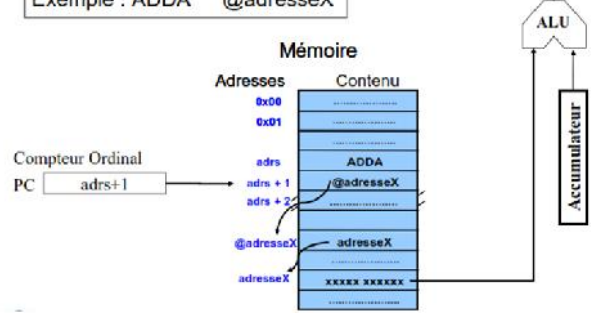 Exemple : ADDA @adresseX
ALU
Mémoire
Adresses Contenu
0x00 ....................
0x01 ....................
....................
Compteur Ordinal
adrs ADDA
PC adrs+1
adrs + 1 @adresseX
adrs + 2 ....................
@adresseX adresseX
....................
adresseX xxxxx xxxxxx
....................
Accumulateur